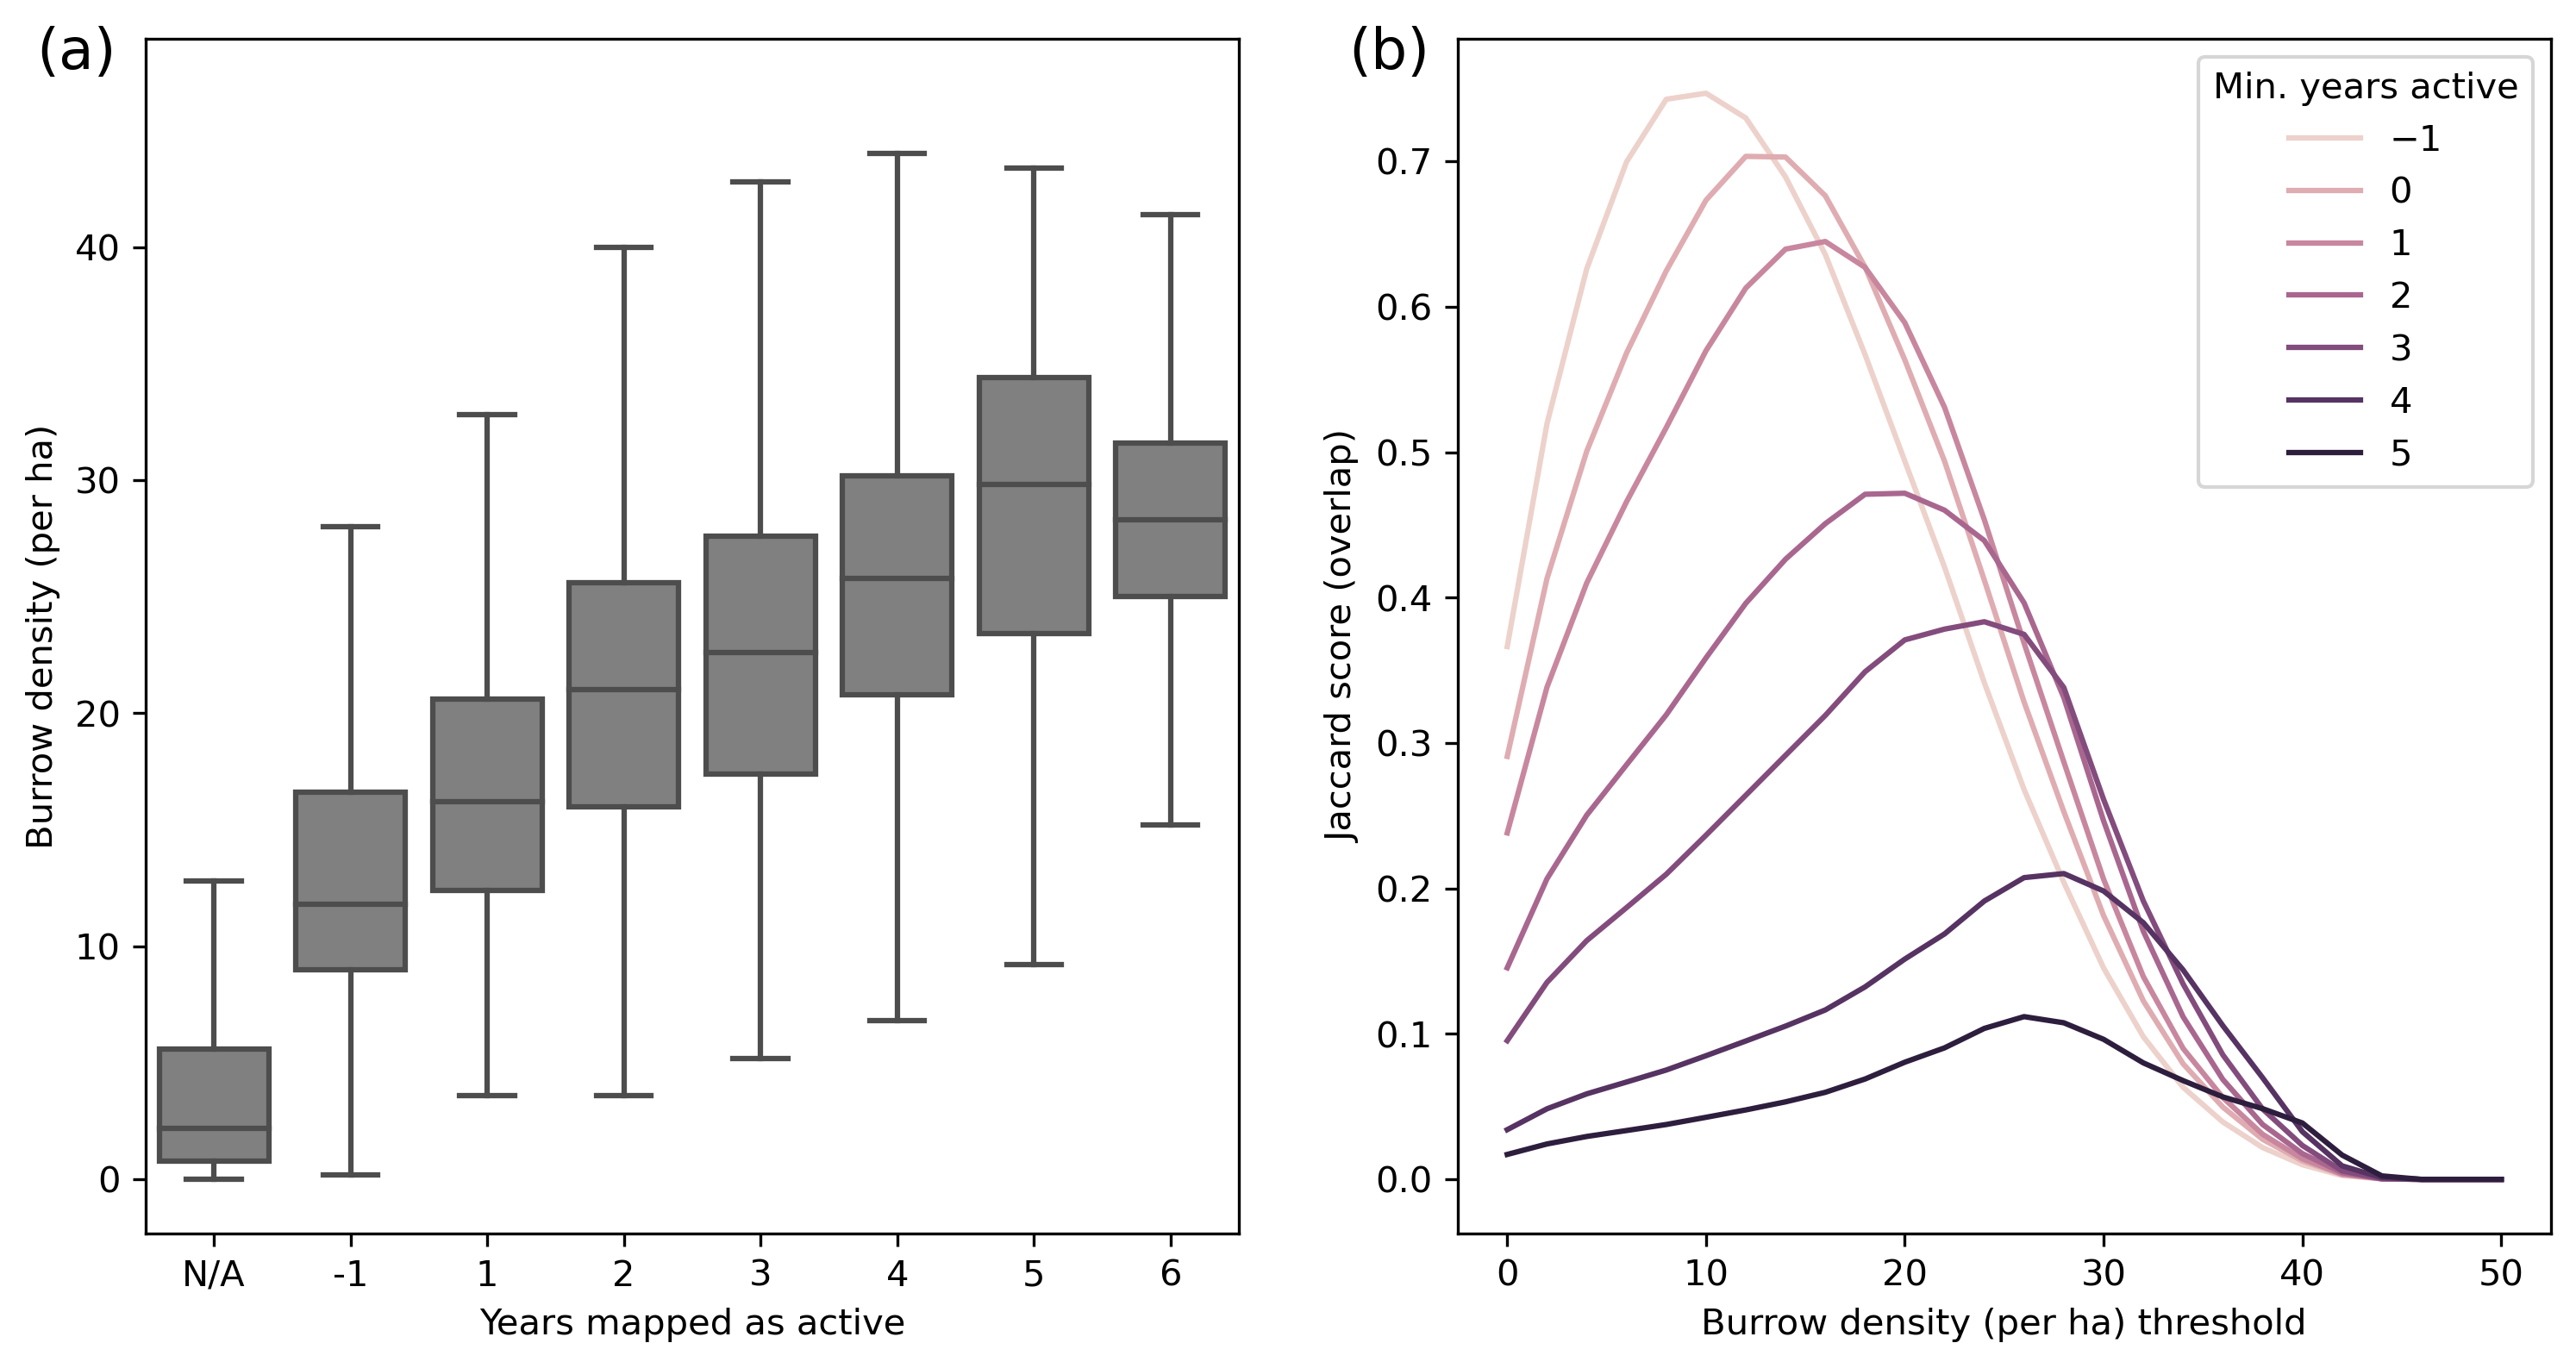 (a)
Burrow density (per ha)
40
30
20
10
0
N/A -1 1 2 3 4 5 6
Years mapped as active
(b)
Jaccard score (overlap)
0.7
0.6
0.5
0.4
0.3
0.2
0.1
0.0
0 10 20 30 40 50
Burrow density (per ha) threshold
Min. years active
−1
0
1
2
3
4
5